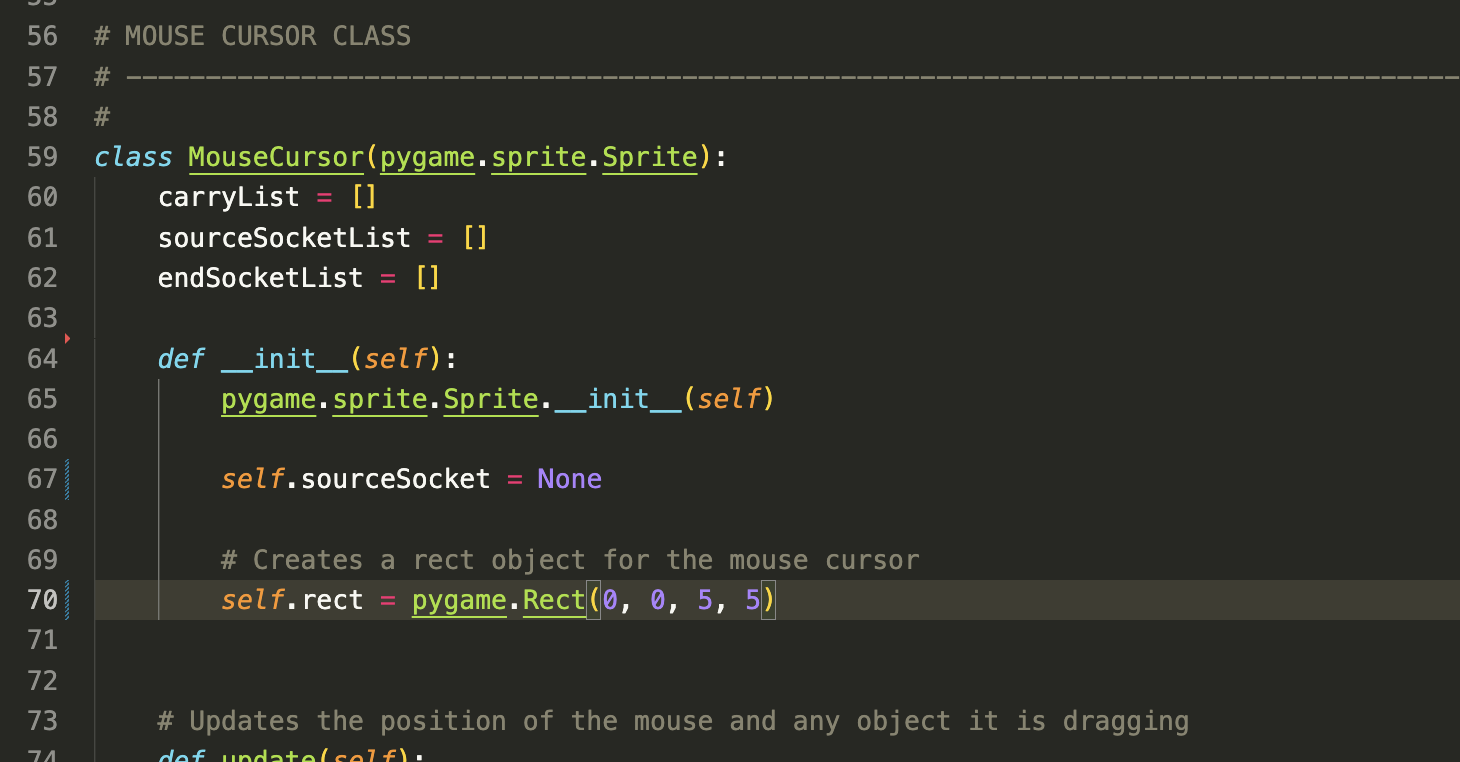 55
56 # MOUSE CURSOR CLASS
57 # ------------------------------------------------------------------------------------
58 #
59 class MouseCursor(pygame.sprite.Sprite):
60     carryList = []
61     sourceSocketList = []
62     endSocketList = []
63
64     def __init__(self):
65         pygame.sprite.Sprite.__init__(self)
66
67         self.sourceSocket = None
68
69         # Creates a rect object for the mouse cursor
70         self.rect = pygame.Rect(0, 0, 5, 5)
71
72
73     # Updates the position of the mouse and any object it is dragging
74     def update(self):